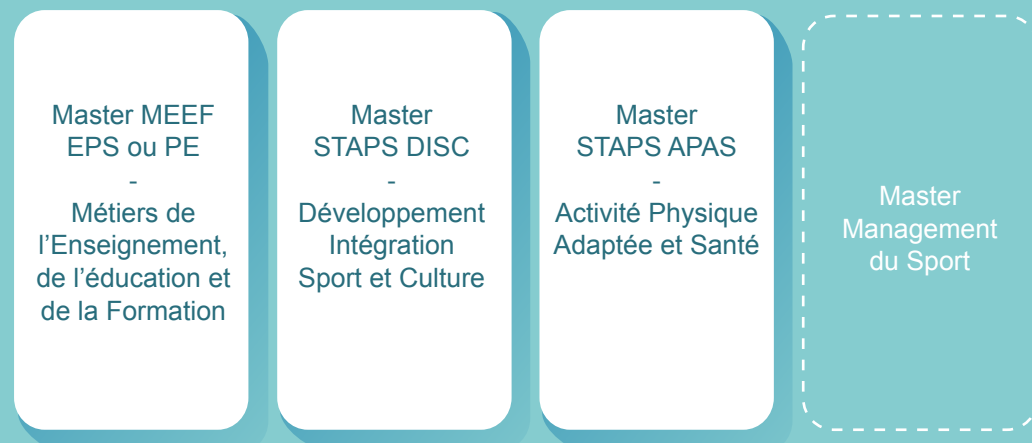 Master MEEF
EPS ou PE
-
Métiers de
l’Enseignement,
de l’éducation et
de la Formation
Master
STAPS DISC
-
Développement
Intégration
Sport et Culture
Master
STAPS APAS
-
Activité Physique
Adaptée et Santé
Master
Management
du Sport